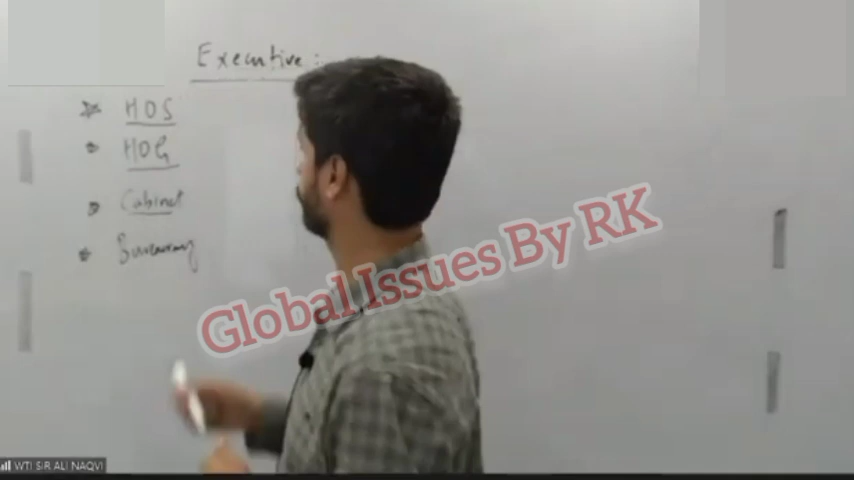 Executive :
HOS
HOG
Cabinet
Bureaucracy
Global Issues By RK
WTI SIR ALI NAQVI